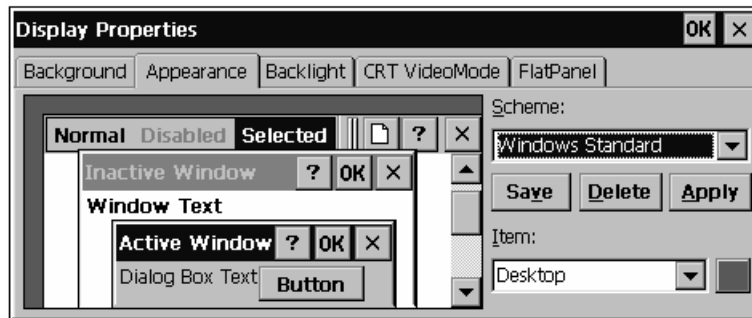 Display Properties OK ×
Background Appearance Backlight CRT VideoMode FlatPanel
Scheme:
Normal Disabled Selected ? ×
Windows Standard
Inactive Window ? OK ×
Save Delete Apply
Window Text
Active Window ? OK ×
Item:
Dialog Box Text Button
Desktop